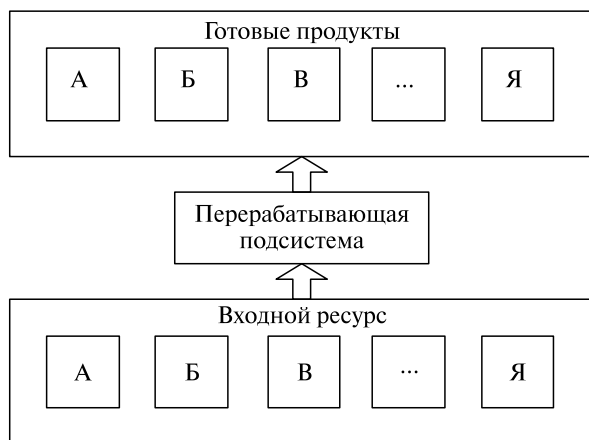 Готовые продукты
А Б В ... Я
Перерабатывающая
подсистема
Входной ресурс
А Б В ... Я